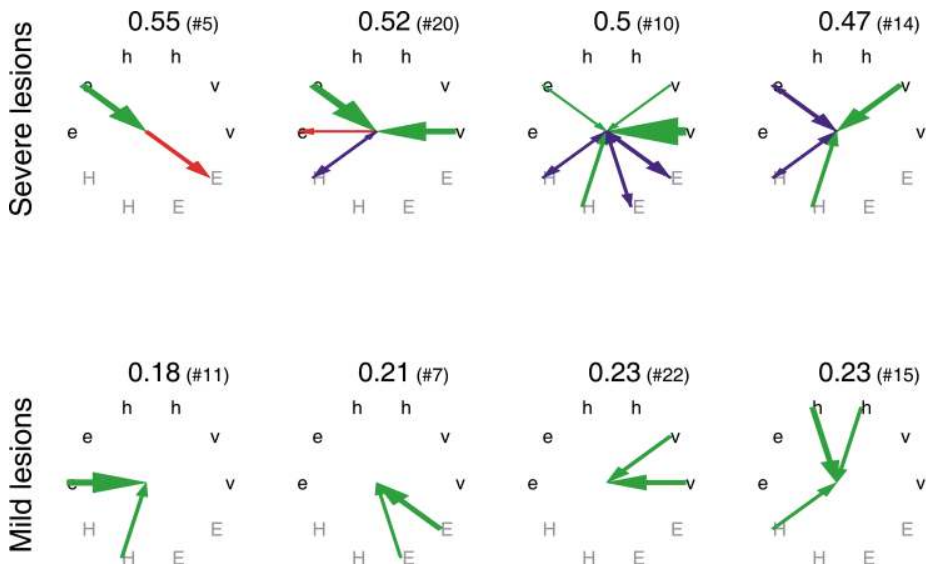 Severe lesions
0.55 (#5) 0.52 (#20) 0.5 (#10) 0.47 (#14)
h h h h h h h h
e v e v e v e v
e v e v e v e v
H E H E H E H E
H E H E H E H E
Mild lesions
0.18 (#11) 0.21 (#7) 0.23 (#22) 0.23 (#15)
h h h h h h h h
e v e v e v e v
e v e v e v e v
H E H E H E H E
H E H E H E H E